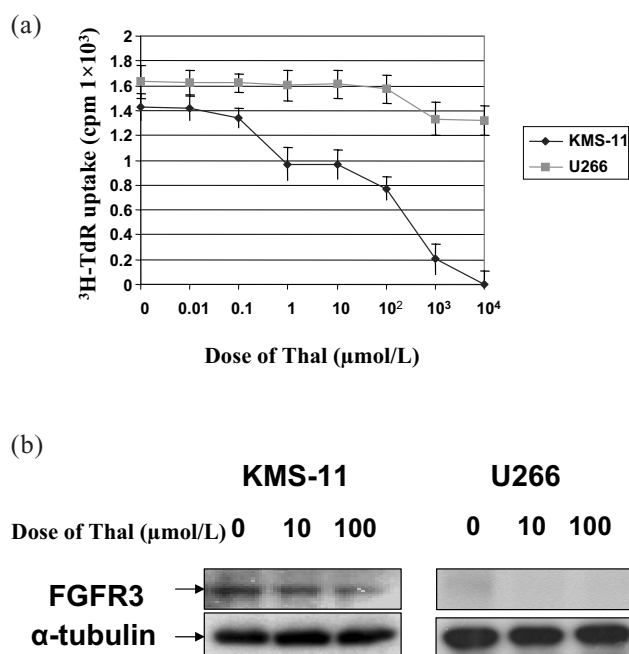 (a)
³H-TdR uptake (cpm 1×10³)
2
1.8
1.6
1.4
1.2
1
0.8
0.6
0.4
0.2
0
0 0.01 0.1 1 10 10² 10³ 10⁴
Dose of Thal (µmol/L)
KMS-11
U266
(b)
KMS-11 U266
Dose of Thal (µmol/L) 0 10 100 0 10 100
FGFR3
α-tubulin